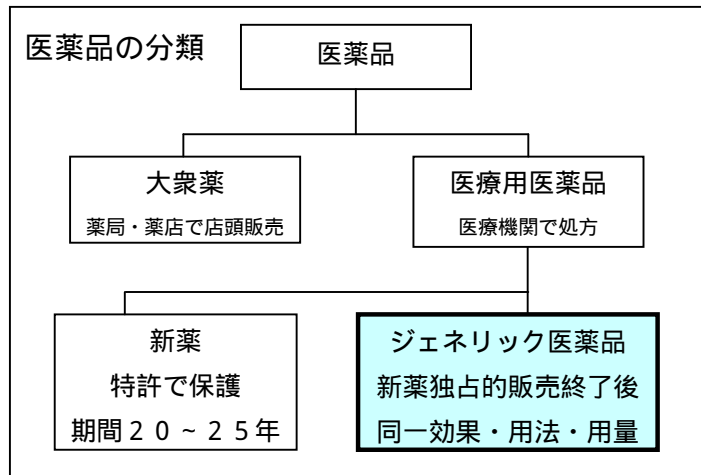 医薬品の分類
医薬品
大衆薬
薬局・薬店で店頭販売
医療用医薬品
医療機関で処方
新薬
特許で保護
期間２０~２５年
ジェネリック医薬品
新薬独占的販売終了後
同一効果・用法・用量